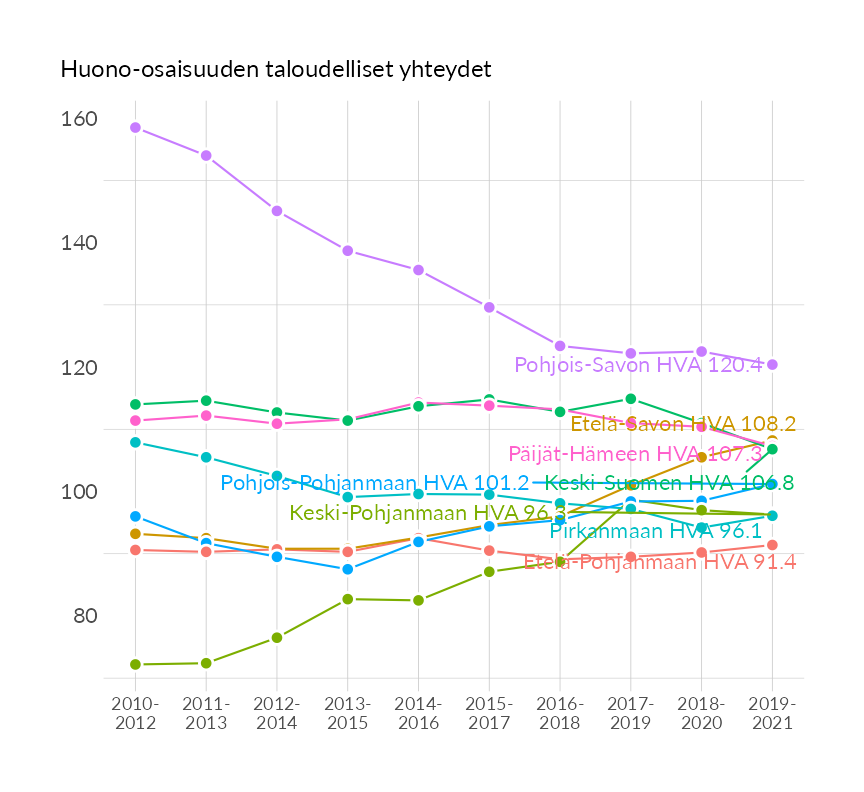 Huono-osaisuuden taloudelliset yhteydet
160
140
120
100
80
Pohjois-Savon HVA 120.4
Etelä-Savon HVA 108.2
Päijät-Hämeen HVA 107.3
Pohjois-Pohjanmaan HVA 101.2
Keski-Suomen HVA 106.8
Keski-Pohjanmaan HVA 96.3
Pirkanmaan HVA 96.1
Etelä-Pohjanmaan HVA 91.4
2010- 2011- 2012- 2013- 2014- 2015- 2016- 2017- 2018- 2019-
2012 2013 2014 2015 2016 2017 2018 2019 2020 2021